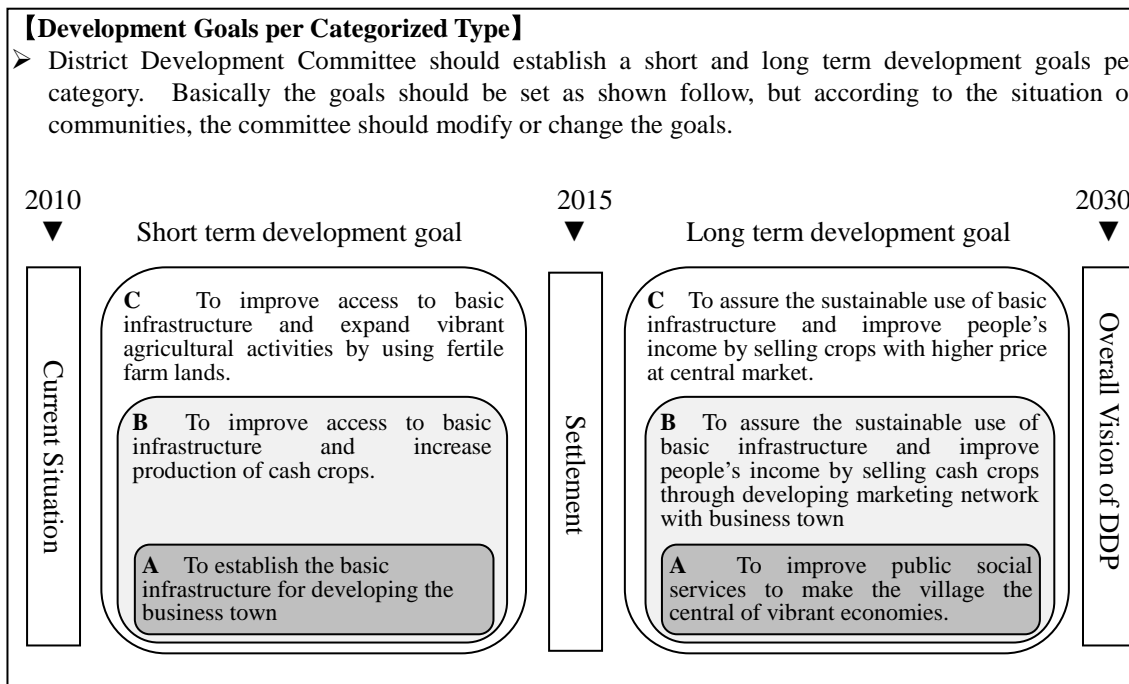 【Development Goals per Categorized Type】
➢ District Development Committee should establish a short and long term development goals pe
category. Basically the goals should be set as shown follow, but according to the situation o
communities, the committee should modify or change the goals.
2010
2015
2030
▼
Short term development goal
▼
Long term development goal
▼
Current Situation
C To improve access to basic
infrastructure and expand vibrant
agricultural activities by using fertile
farm lands.
B To improve access to basic
infrastructure and increase
production of cash crops.
A To establish the basic
infrastructure for developing the
business town
Settlement
C To assure the sustainable use of basic
infrastructure and improve people's
income by selling crops with higher price
at central market.
B To assure the sustainable use of
basic infrastructure and improve
people's income by selling cash crops
through developing marketing network
with business town
A To improve public social
services to make the village the
central of vibrant economies.
Overall Vision of DDP